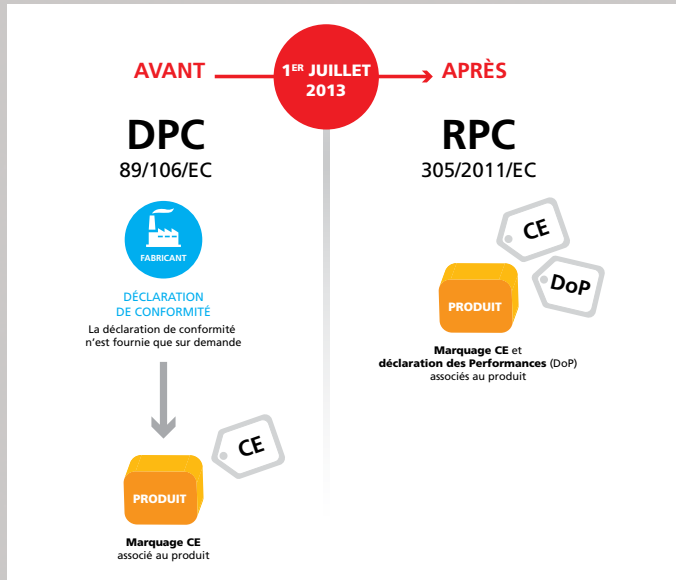 AVANT
1ER JUILLET
2013
APRÈS
DPC
89/106/EC
FABRICANT
DÉCLARATION
DE CONFORMITÉ
La déclaration de conformité
n'est fournie que sur demande
CE
PRODUIT
Marquage CE
associé au produit
RPC
305/2011/EC
CE
DoP
PRODUIT
Marquage CE et
déclaration des Performances (DoP)
associés au produit